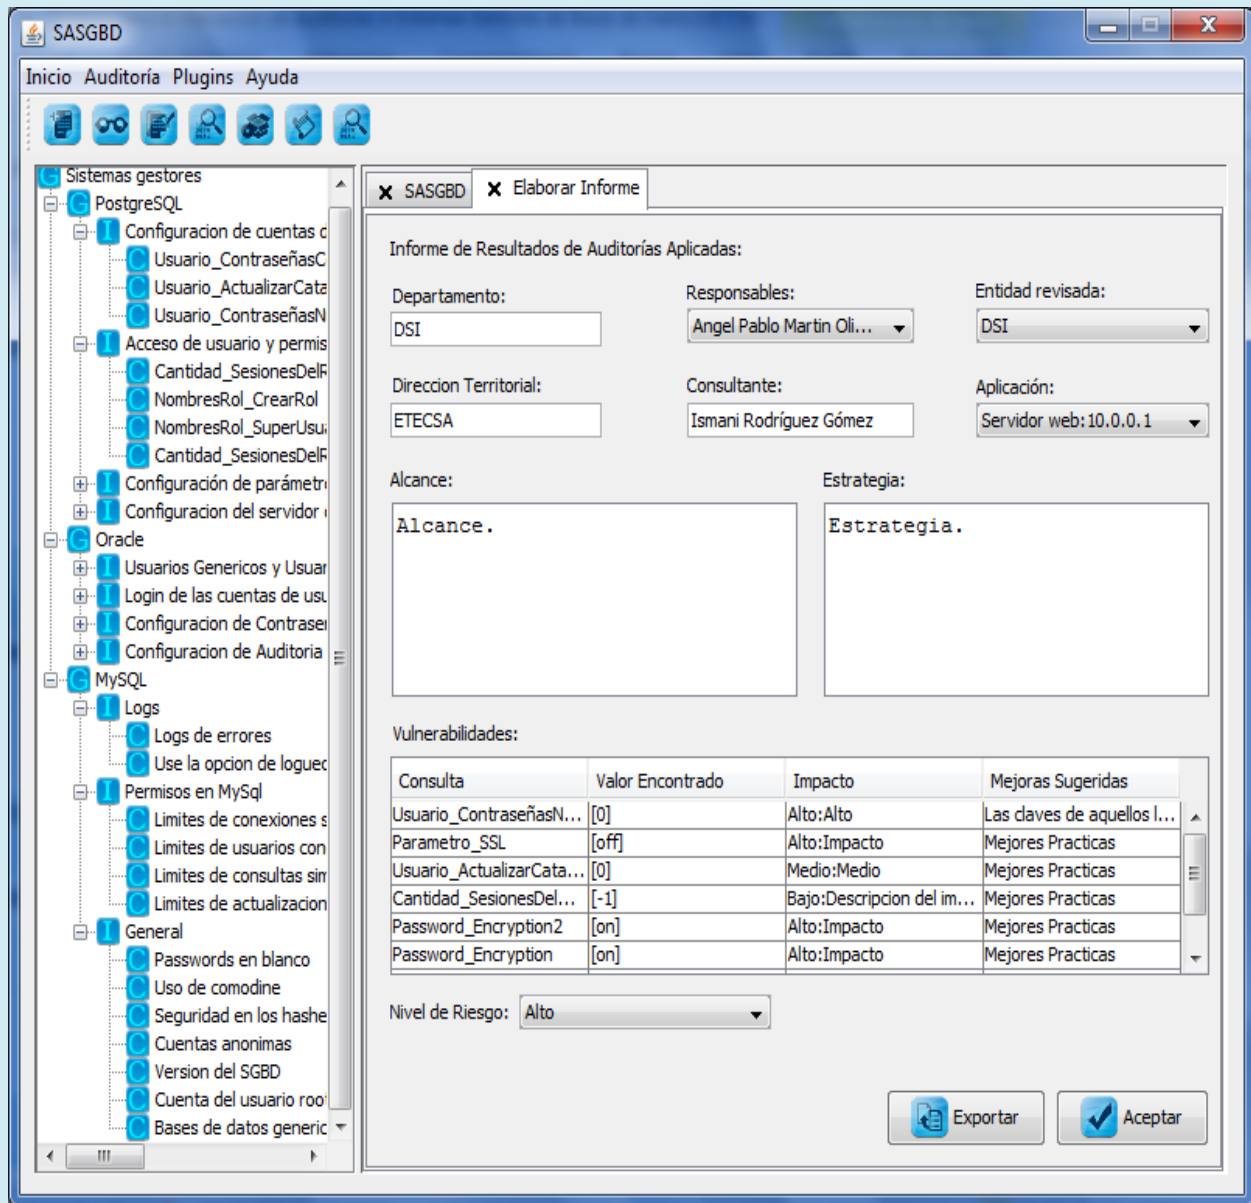 SASGBD
Inicio Auditoría Plugins Ayuda
Sistemas gestores
G PostgreSQL
I Configuracion de cuentas d
C Usuario_ContraseñasC
C Usuario_ActualizarCata
C Usuario_ContraseñasN
I Acceso de usuario y permis
C Cantidad_SesionesDelR
C NombresRol_CrearRol
C NombresRol_SuperUsu
C Cantidad_SesionesDelR
I Configuración de parámetr
I Configuracion del servidor
G Oracle
I Usuarios Genericos y Usuar
I Login de las cuentas de usu
I Configuracion de Contraseñ
I Configuracion de Auditoria
G MySQL
I Logs
C Logs de errores
C Use la opcion de logued
I Permisos en MySql
C Limites de conexiones s
C Limites de usuarios con
C Limites de consultas sim
C Limites de actualizacion
I General
C Passwords en blanco
C Uso de comodine
C Seguridad en los hashe
C Cuentas anonimas
C Version del SGBD
C Cuenta del usuario roo
C Bases de datos generic
SASGBD Elaborar Informe
Informe de Resultados de Auditorías Aplicadas:
Departamento: Responsables: Entidad revisada:
DSI Angel Pablo Martin Oli... DSI
Direccion Territorial: Consultante: Aplicación:
ETECSA Ismani Rodríguez Gómez Servidor web:10.0.0.1
Alcance: Estrategia:
Alcance. Estrategia.
Vulnerabilidades:
Consulta Valor Encontrado Impacto Mejoras Sugeridas
Usuario_ContraseñasN... [0] Alto:Alto Las claves de aquellos l...
Parametro_SSL [off] Alto:Impacto Mejores Practicas
Usuario_ActualizarCata... [0] Medio:Medio Mejores Practicas
Cantidad_SesionesDel... [-1] Bajo:Descripcion del im... Mejores Practicas
Password_Encryption2 [on] Alto:Impacto Mejores Practicas
Password_Encryption [on] Alto:Impacto Mejores Practicas
Nivel de Riesgo: Alto
Exportar Aceptar